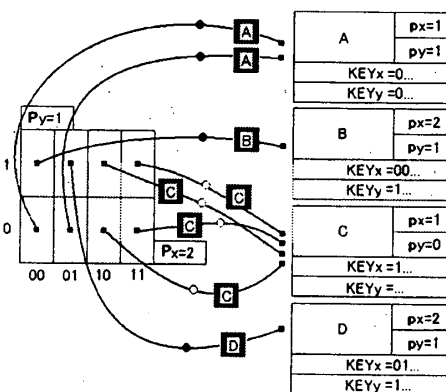 A
A
A
px=1
py=1
KEYx =0...
KEYy =0...
Py=1
B
B
px=2
py=1
KEYx =00...
KEYy =1...
1
C
C
C
C
0
Px=2
00 01 10 11
C
px=1
py=0
KEYx =1...
KEYy =...
D
D
px=2
py=1
KEYx =01...
KEYy =1...